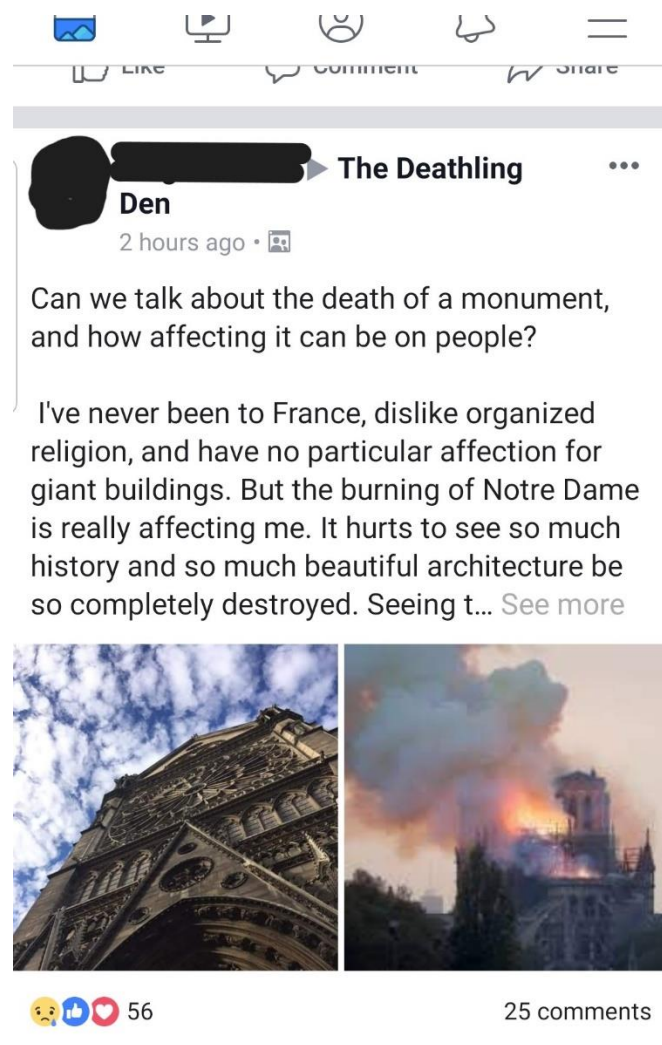 Like Comment Share
The Deathling
Den
2 hours ago •
Can we talk about the death of a monument,
and how affecting it can be on people?
I've never been to France, dislike organized
religion, and have no particular affection for
giant buildings. But the burning of Notre Dame
is really affecting me. It hurts to see so much
history and so much beautiful architecture be
so completely destroyed. Seeing t... See more
56 25 comments